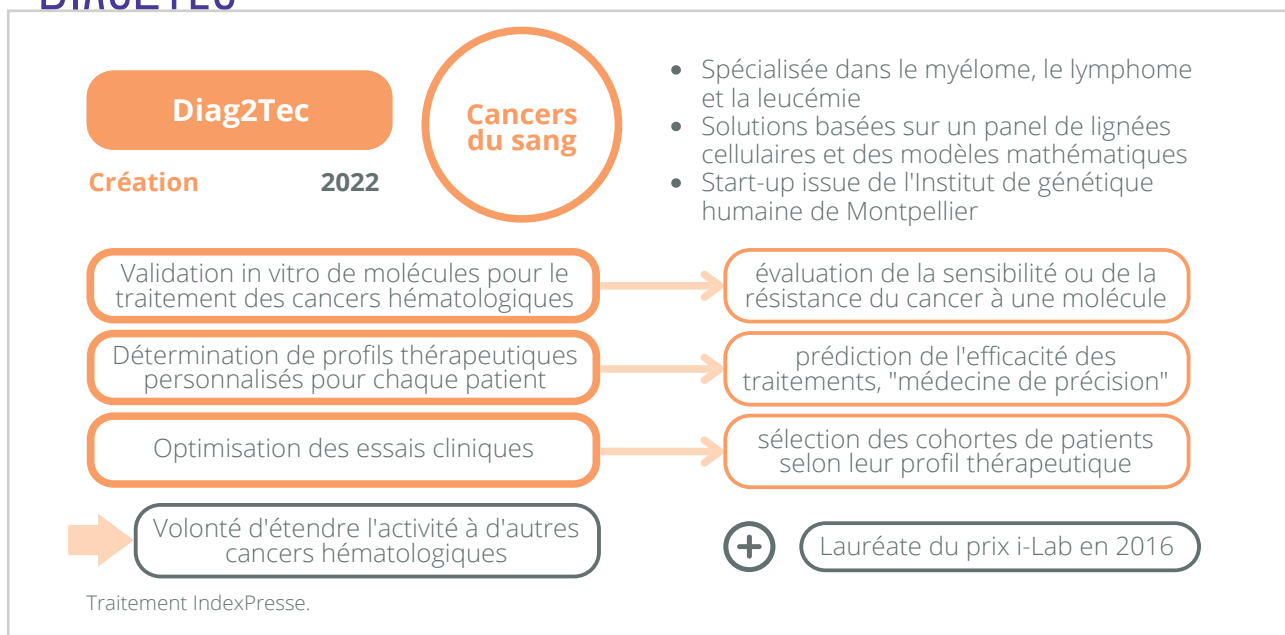 DIAG2TEC
Diag2Tec
Création 2022
Cancers
du sang
• Spécialisée dans le myélome, le lymphome
et la leucémie
• Solutions basées sur un panel de lignées
cellulaires et des modèles mathématiques
• Start-up issue de l'Institut de génétique
humaine de Montpellier
Validation in vitro de molécules pour le
traitement des cancers hématologiques
évaluation de la sensibilité ou de la
résistance du cancer à une molécule
Détermination de profils thérapeutiques
personnalisés pour chaque patient
prédiction de l'efficacité des
traitements, "médecine de précision"
Optimisation des essais cliniques
sélection des cohortes de patients
selon leur profil thérapeutique
Volonté d'étendre l'activité à d'autres
cancers hématologiques
+
Lauréate du prix i-Lab en 2016
Traitement IndexPresse.